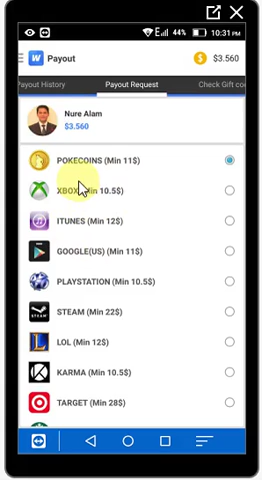 44% 10:31 PM
W Payout $ $3.560
Payout History Payout Request Check Gift co
Nure Alam
$3.560
POKECOINS (Min 11$)
XBOX (Min 10.5$)
ITUNES (Min 12$)
GOOGLE(US) (Min 11$)
PLAYSTATION (Min 10.5$)
STEAM (Min 22$)
STEAM
LOL (Min 12$)
KARMA (Min 10.5$)
TARGET (Min 28$)